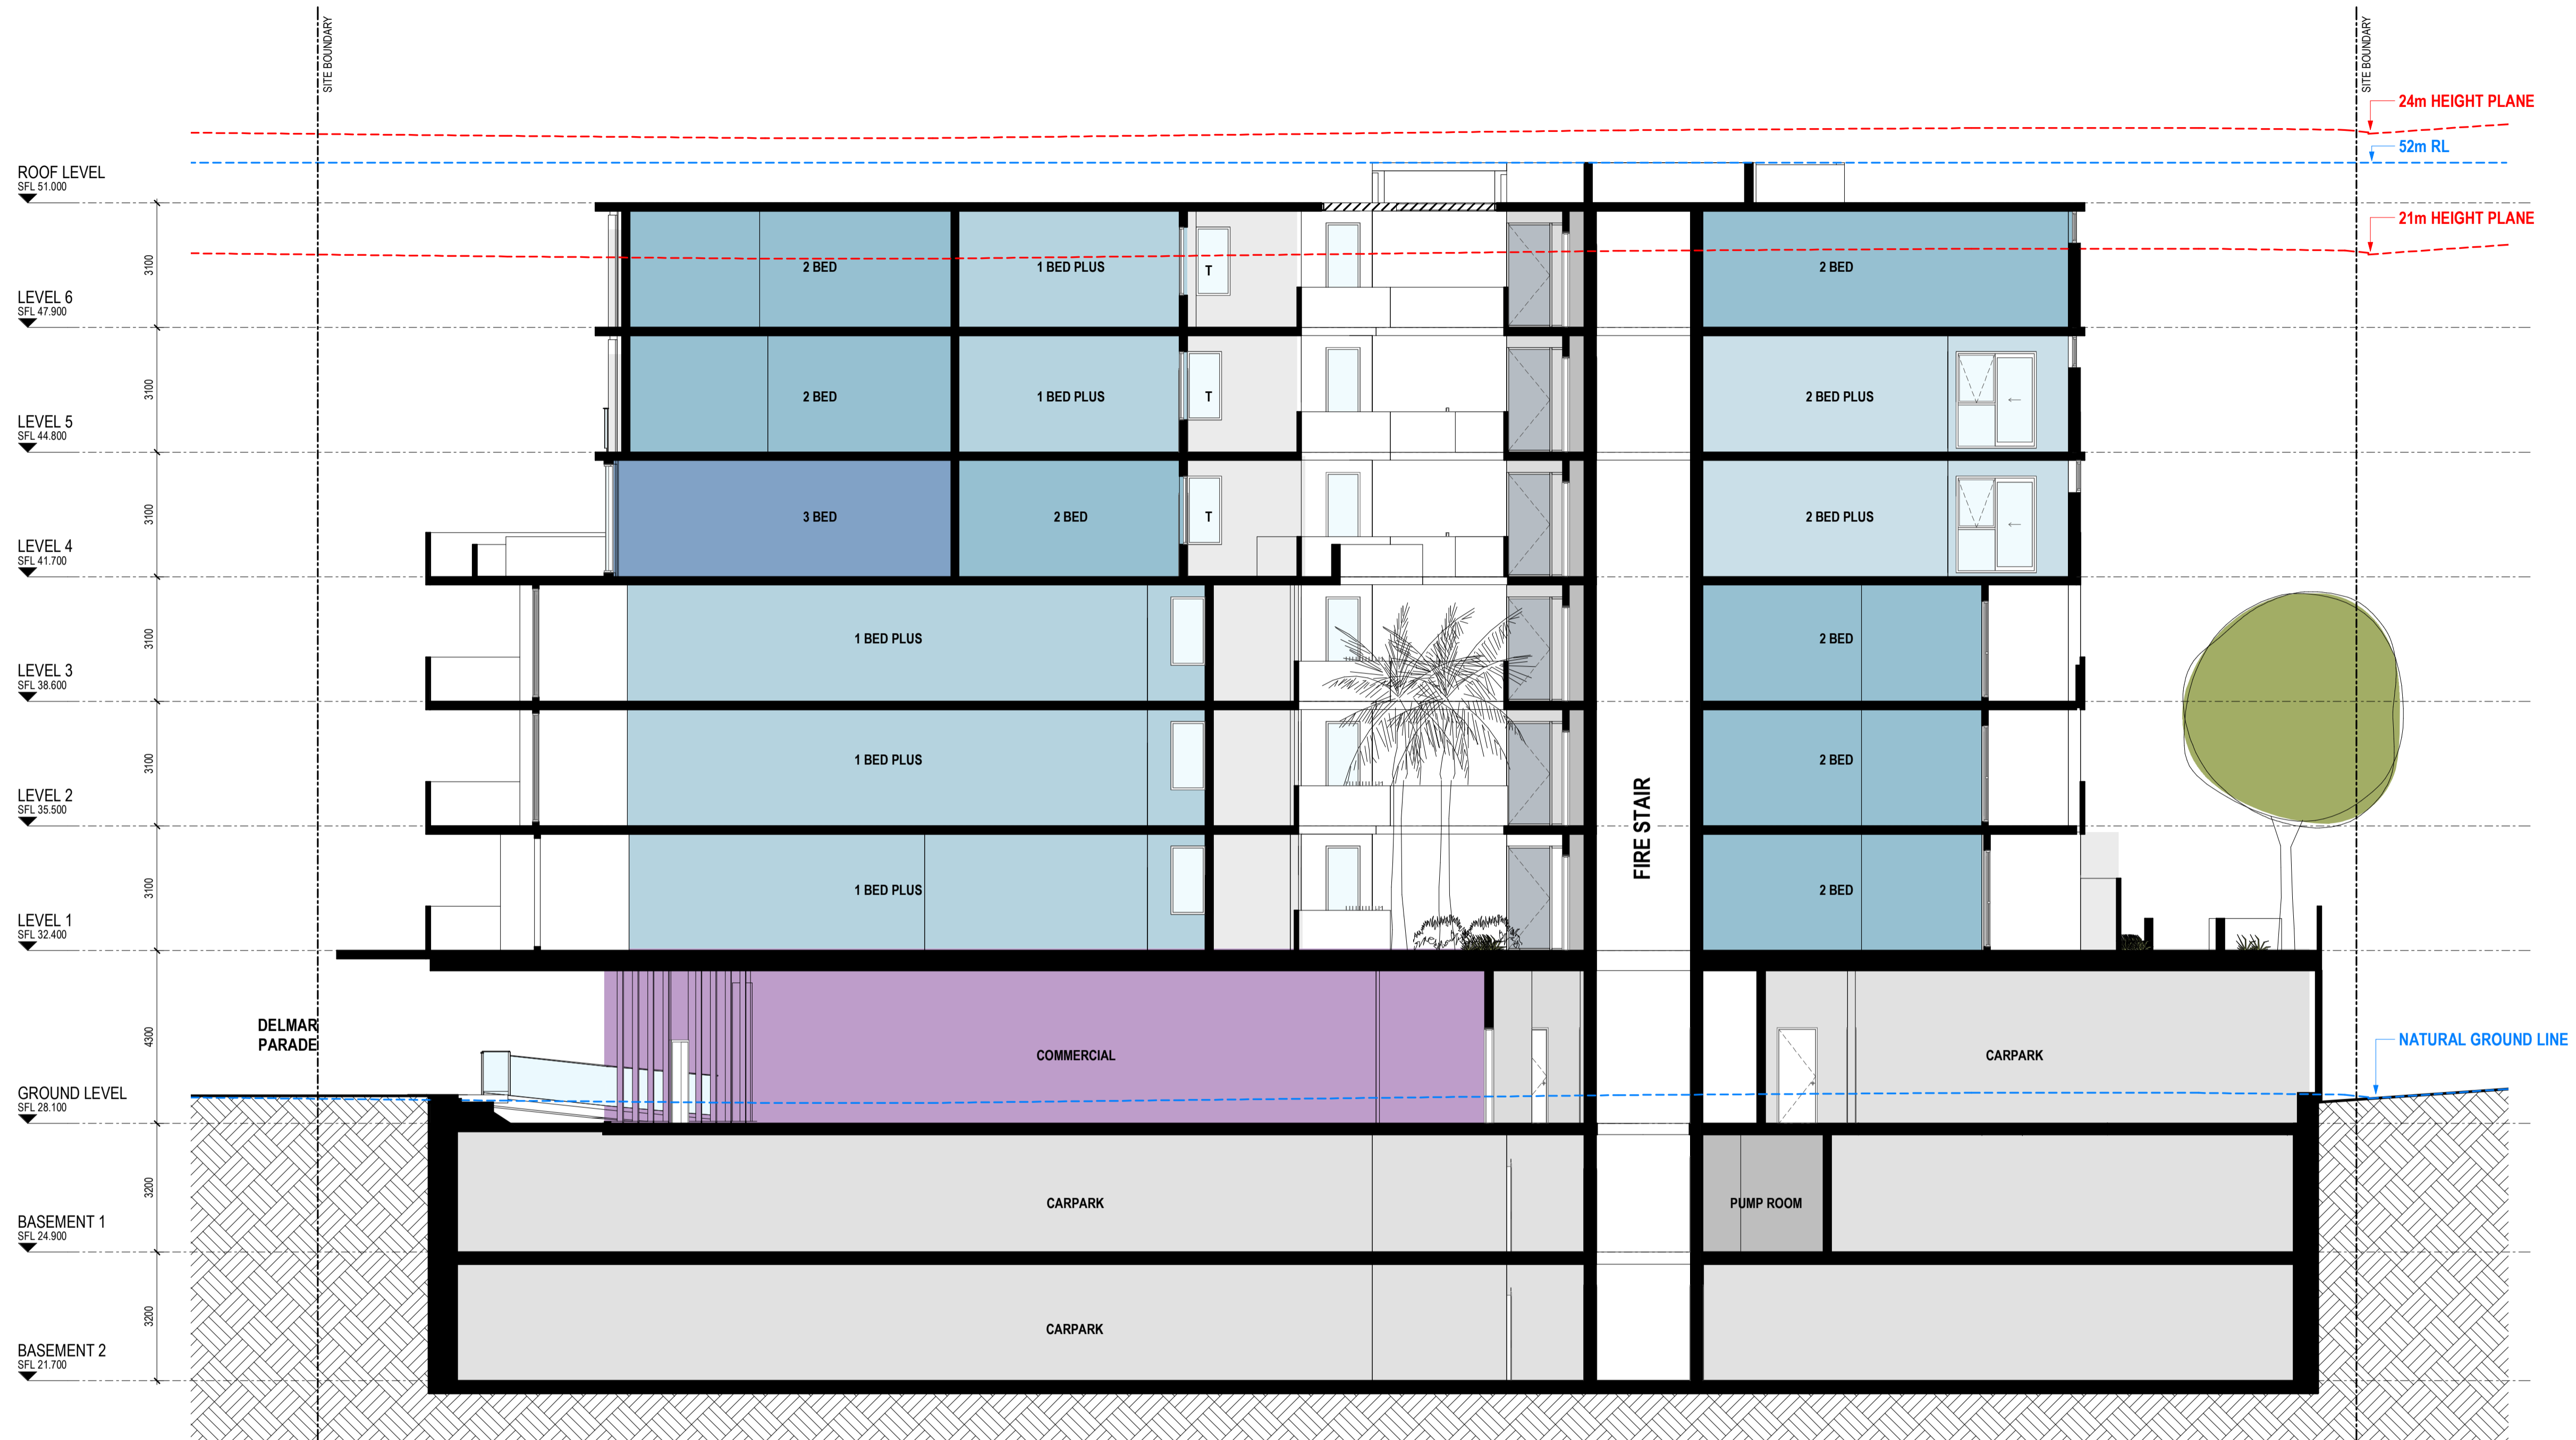 SITE BOUNDARY
SITE BOUNDARY
24m HEIGHT PLANE
52m RL
ROOF LEVEL
SFL 51.000
21m HEIGHT PLANE
3100
2 BED
1 BED PLUS
T
2 BED
LEVEL 6
SFL 47.900
3100
2 BED
1 BED PLUS
T
2 BED PLUS
LEVEL 5
SFL 44.800
3100
3 BED
2 BED
T
2 BED PLUS
LEVEL 4
SFL 41.700
3100
1 BED PLUS
2 BED
LEVEL 3
SFL 38.600
3100
1 BED PLUS
2 BED
LEVEL 2
SFL 35.500
FIRE STAIR
3100
1 BED PLUS
2 BED
LEVEL 1
SFL 32.400
DELMAR
PARADE
4300
COMMERCIAL
CARPARK
NATURAL GROUND LINE
GROUND LEVEL
SFL 28.100
3200
CARPARK
PUMP ROOM
BASEMENT 1
SFL 24.900
3200
CARPARK
BASEMENT 2
SFL 21.700